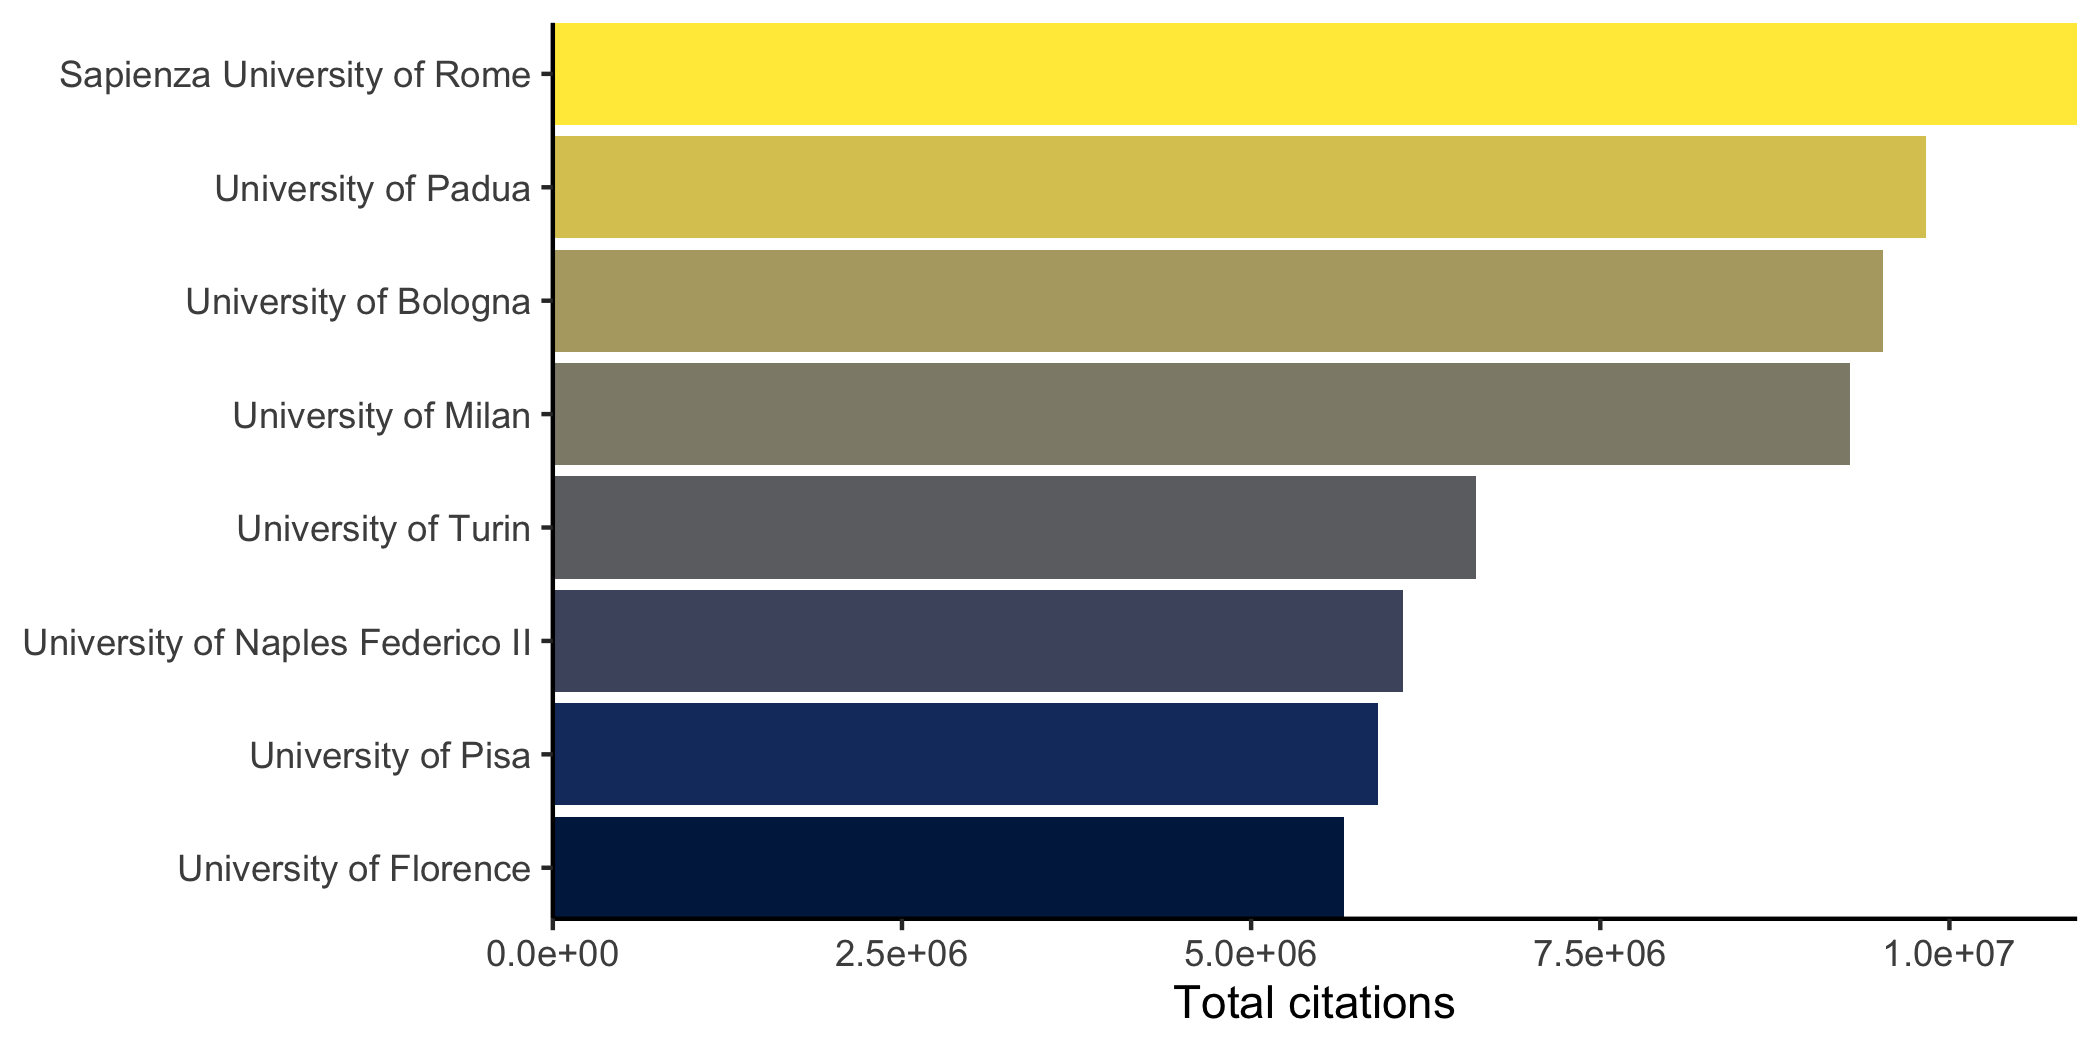 Sapienza University of Rome
University of Padua
University of Bologna
University of Milan
University of Turin
University of Naples Federico II
University of Pisa
University of Florence
0.0e+00 2.5e+06 5.0e+06 7.5e+06 1.0e+07
Total citations